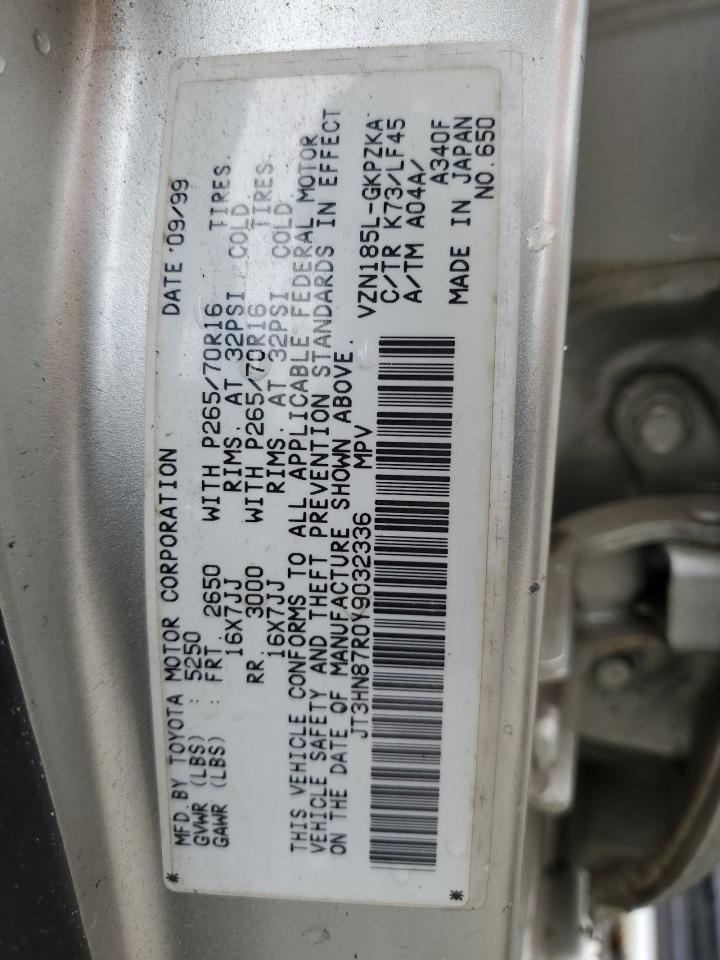 MFD. BY TOYOTA MOTOR CORPORATION DATE '09/99
GVWR (LBS) : 5250
GAWR (LBS) : FRT. 2650 WITH P265/70R16 TIRES.
16X7JJ RIMS. AT 32PSI COLD
RR. 3000 WITH P265/70R16 TIRES.
16X7JJ RIMS. AT 32PSI COLD
THIS VEHICLE CONFORMS TO ALL APPLICABLE FEDERAL MOTOR
VEHICLE SAFETY AND THEFT PREVENTION STANDARDS IN EFFECT
ON THE DATE OF MANUFACTURE SHOWN ABOVE.
JT3HN87R0Y9032336 MPV
VZN185L-GKPZKA
C/TR K73/LF45
A/TM A04A/
A340F
* MADE IN JAPAN
* NO.650